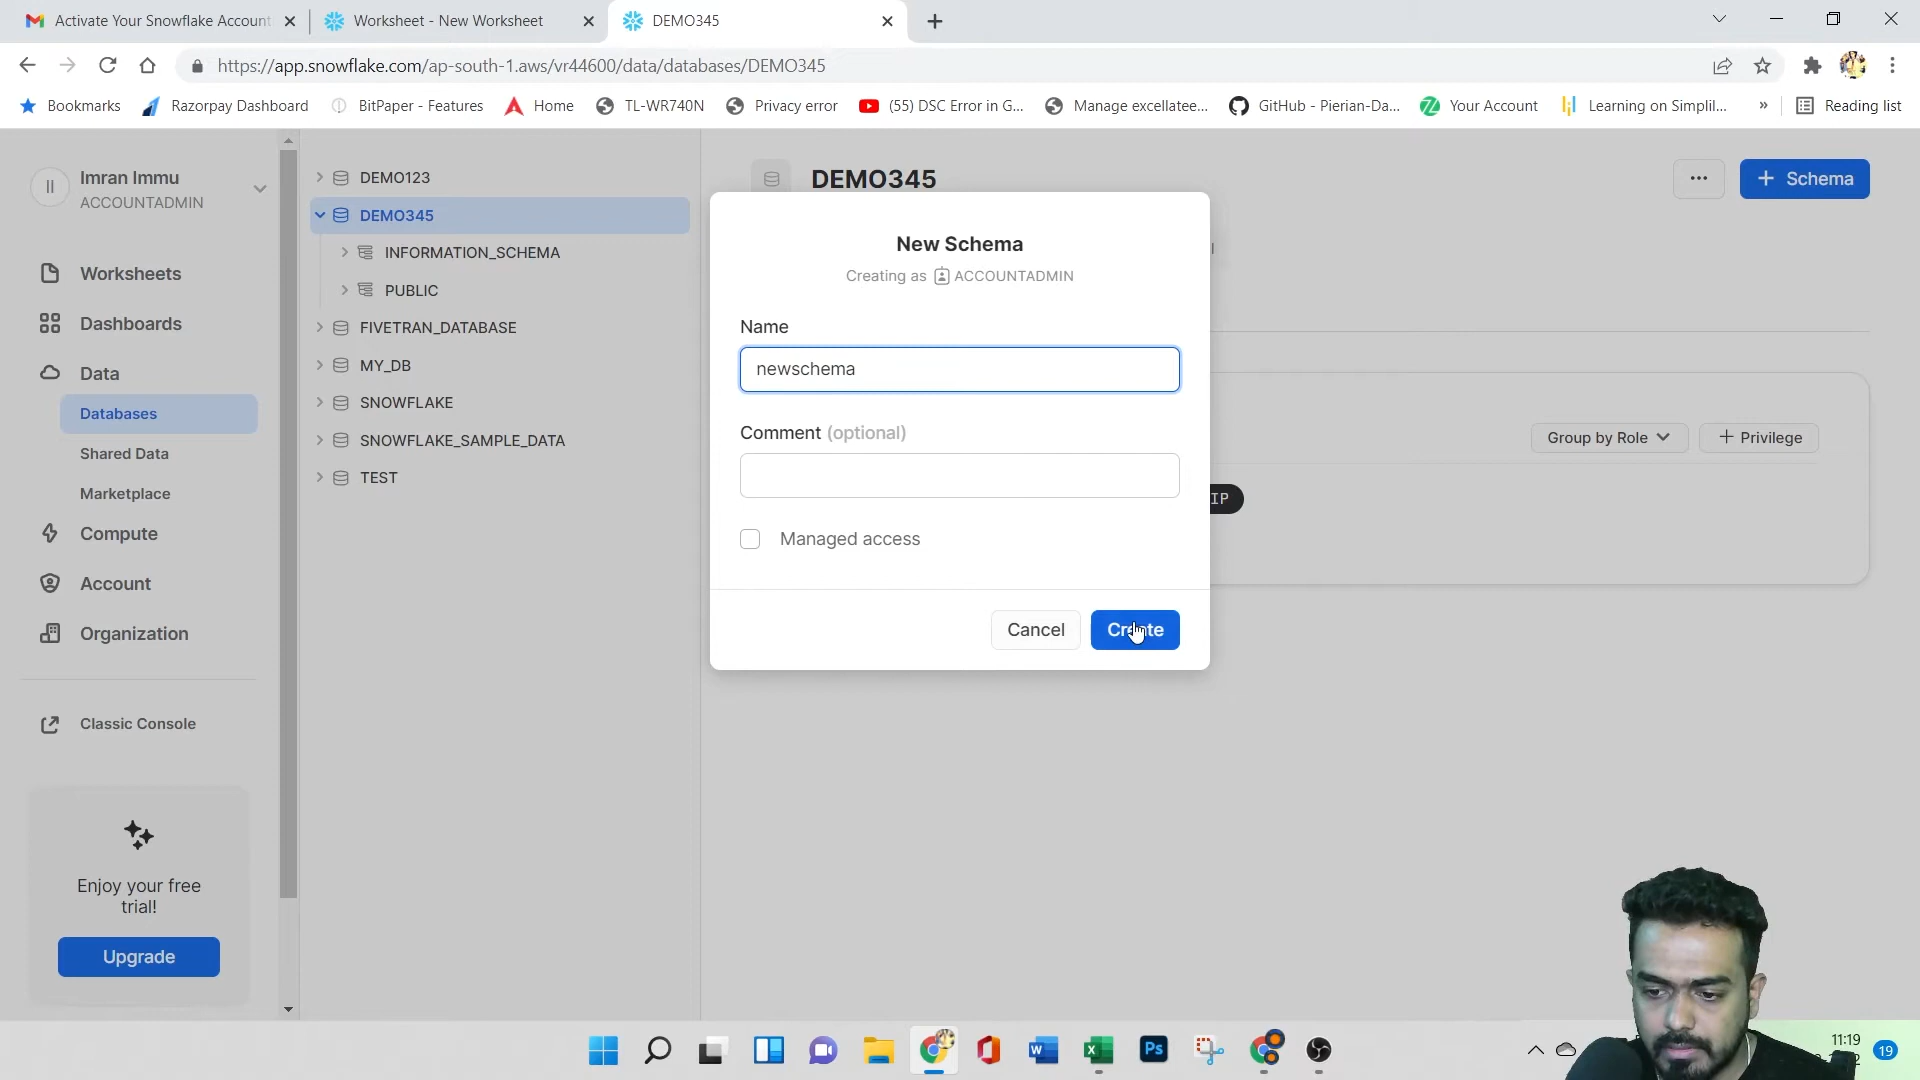 Activate Your Snowflake Account
Worksheet - New Worksheet
DEMO345
https://app.snowflake.com/ap-south-1.aws/vr44600/data/databases/DEMO345
Bookmarks
Razorpay Dashboard
BitPaper - Features
Home
TL-WR740N
Privacy error
(55) DSC Error in G...
Manage excellatee...
GitHub - Pierian-Da...
Your Account
Learning on Simplil...
»
Reading list
II
Imran Immu
ACCOUNTADMIN
Worksheets
Dashboards
Data
Databases
Shared Data
Marketplace
Compute
Account
Organization
Classic Console
Enjoy your free
trial!
Upgrade
DEMO123
DEMO345
INFORMATION_SCHEMA
PUBLIC
FIVETRAN_DATABASE
MY_DB
SNOWFLAKE
SNOWFLAKE_SAMPLE_DATA
TEST
DEMO345
... + Schema
Group by Role
+ Privilege
IP
New Schema
Creating as ACCOUNTADMIN
Name
newschema
Comment (optional)
Managed access
Cancel
Create
W
X
Ps
11:19
19